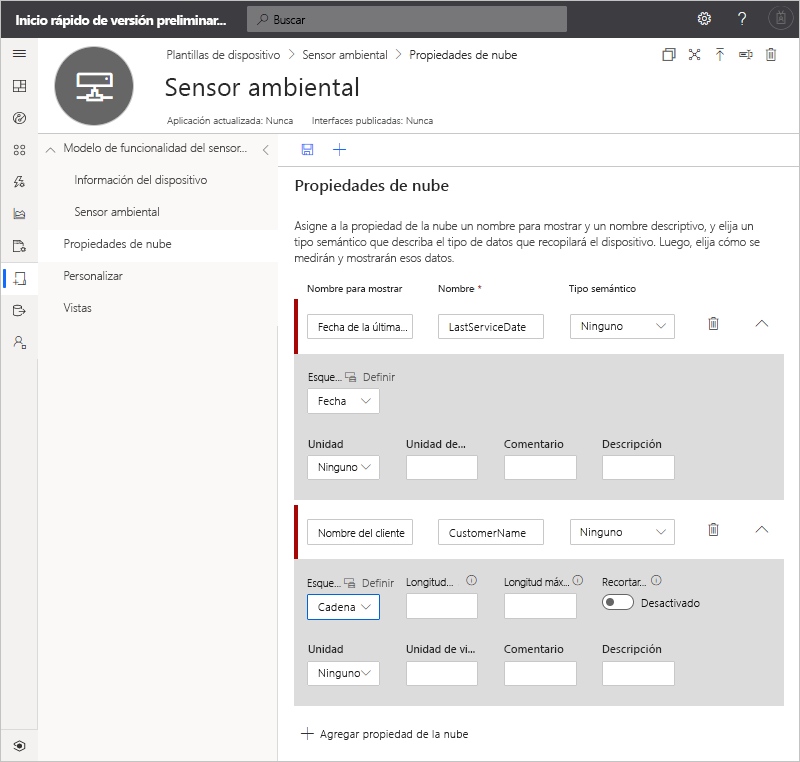 Inicio rápido de versión preliminar...
Buscar
?
Plantillas de dispositivo > Sensor ambiental > Propiedades de nube
Sensor ambiental
Aplicación actualizada: Nunca Interfaces publicadas: Nunca
Modelo de funcionalidad del sensor...
Información del dispositivo
Sensor ambiental
Propiedades de nube
Personalizar
Vistas
Propiedades de nube
Asigne a la propiedad de la nube un nombre para mostrar y un nombre descriptivo, y elija un
tipo semántico que describa el tipo de datos que recopilará el dispositivo. Luego, elija cómo se
medirán y mostrarán esos datos.
Nombre para mostrar Nombre * Tipo semántico
Fecha de la última... LastServiceDate Ninguno
Esque... Definir
Fecha
Unidad Unidad de... Comentario Descripción
Ninguno
Nombre del cliente CustomerName Ninguno
Esque... Definir Longitud... Longitud máx... Recortar...
Cadena Desactivado
Unidad Unidad de vi... Comentario Descripción
Ninguno
Agregar propiedad de la nube